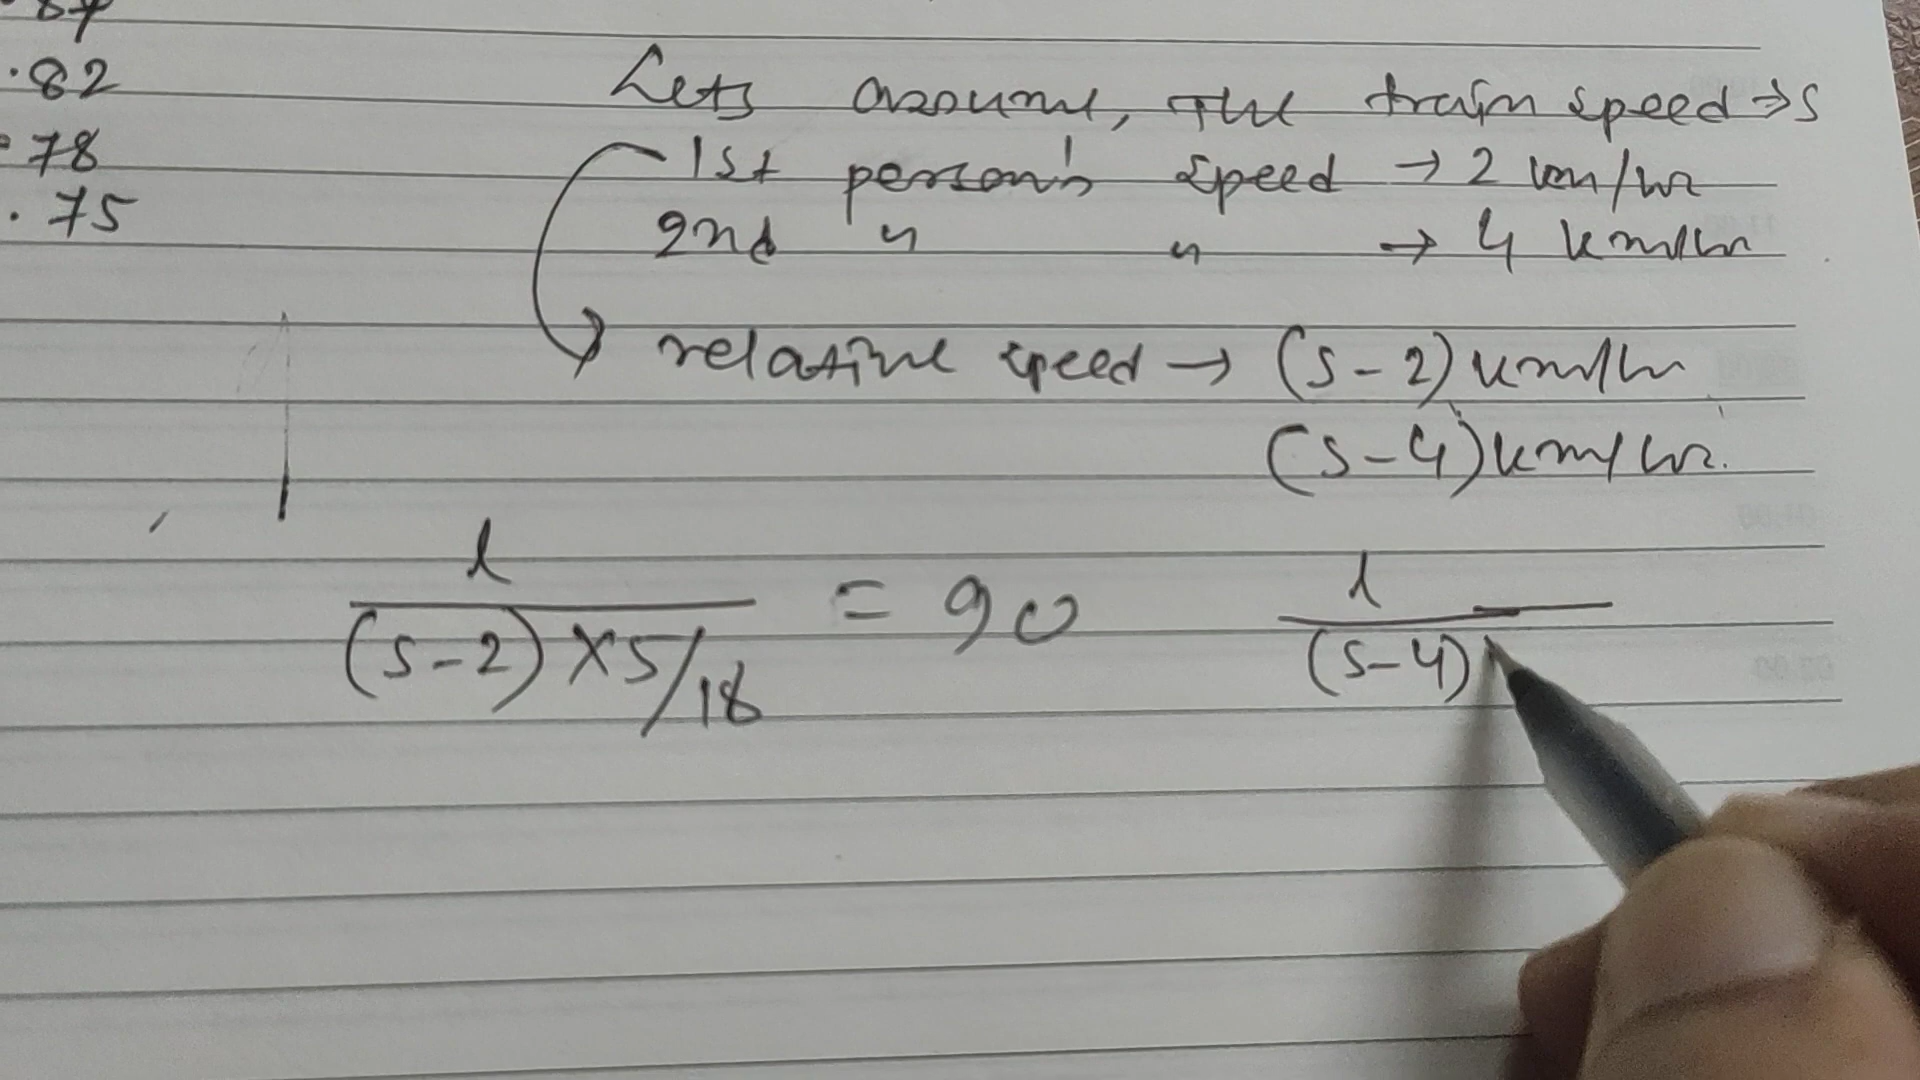 .82
.78
.75
Lets assume, The train speed → s
1st person's speed → 2 km/hr
2nd " " → 4 km/hr
relative speed → (s-2) km/hr
(s-4) km/hr.
l/((s-2) × 5/18) = 90
l/(s-4)